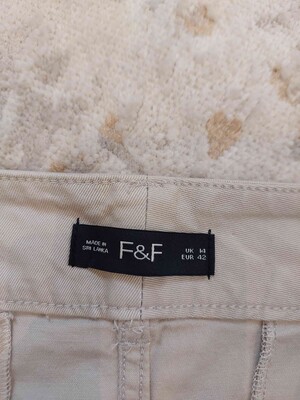 MADE IN
SRI LANKA
F&F
UK 14
EUR 42